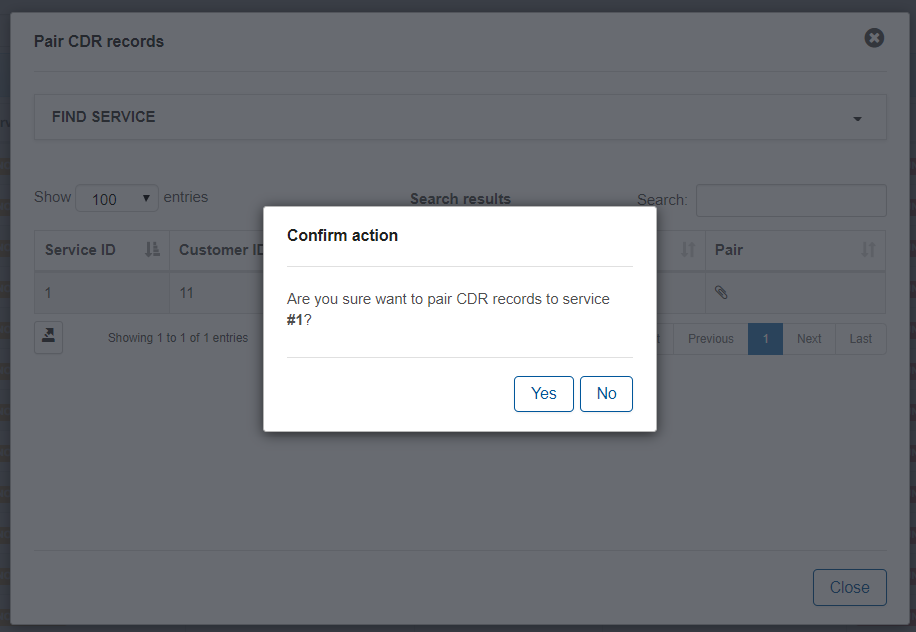 Pair CDR records
FIND SERVICE
Show 100 entries
Search results
Search:
Service ID Customer ID Pair
1 11
Showing 1 to 1 of 1 entries
Previous 1 Next Last
Confirm action
Are you sure want to pair CDR records to service
#1?
Yes No
Close